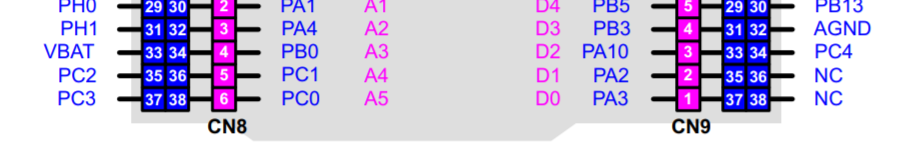 PH0 29 30 2 PA1 A1 D4 PB5 5 29 30 PB13
PH1 31 32 3 PA4 A2 D3 PB3 4 31 32 AGND
VBAT 33 34 4 PB0 A3 D2 PA10 3 33 34 PC4
PC2 35 36 5 PC1 A4 D1 PA2 2 35 36 NC
PC3 37 38 6 PC0 A5 D0 PA3 1 37 38 NC
CN8 CN9